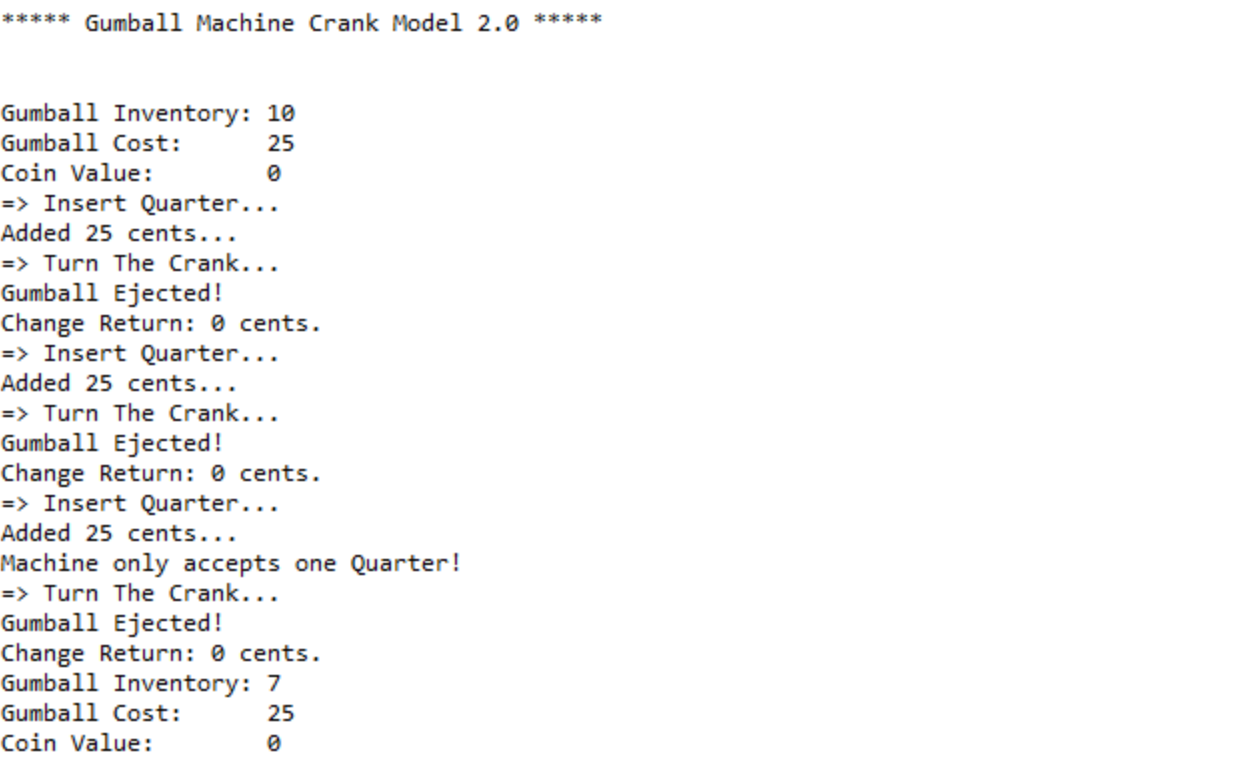 ***** Gumball Machine Crank Model 2.0 *****
Gumball Inventory: 10
Gumball Cost:      25
Coin Value:        0
=> Insert Quarter...
Added 25 cents...
=> Turn The Crank...
Gumball Ejected!
Change Return: 0 cents.
=> Insert Quarter...
Added 25 cents...
=> Turn The Crank...
Gumball Ejected!
Change Return: 0 cents.
=> Insert Quarter...
Added 25 cents...
Machine only accepts one Quarter!
=> Turn The Crank...
Gumball Ejected!
Change Return: 0 cents.
Gumball Inventory: 7
Gumball Cost:      25
Coin Value:        0